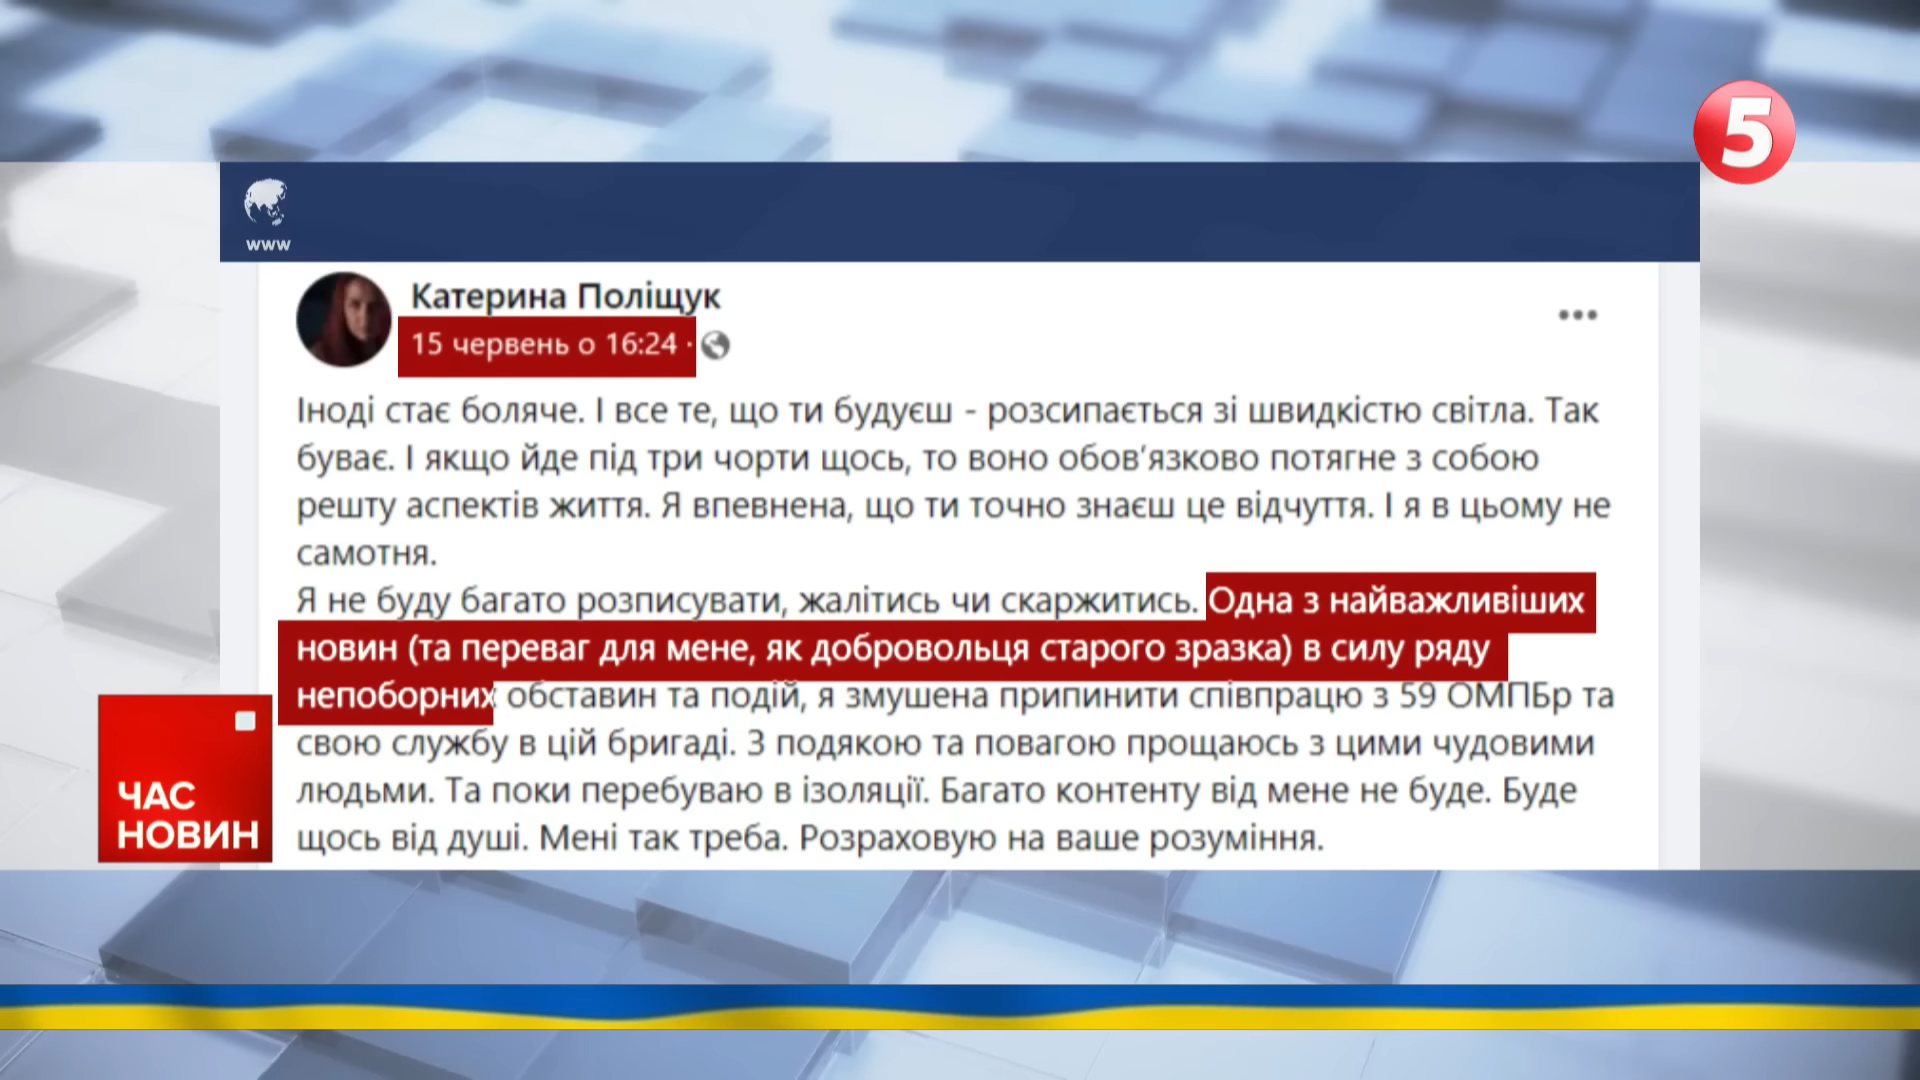 5
www
Катерина Поліщук
15 червень о 16:24 ·
Іноді стає боляче. І все те, що ти будуєш - розсипається зі швидкістю світла. Так
буває. І якщо йде під три чорти щось, то воно обов’язково потягне з собою
решту аспектів життя. Я впевнена, що ти точно знаєш це відчуття. І я в цьому не
самотня.
Я не буду багато розписувати, жалітись чи скаржитись. Одна з найважливіших
новин (та переваг для мене, як добровольця старого зразка) в силу ряду
непоборних обставин та подій, я змушена припинити співпрацю з 59 ОМПБр та
свою службу в цій бригаді. З подякою та повагою прощаюсь з цими чудовими
людьми. Та поки перебуваю в ізоляції. Багато контенту від мене не буде. Буде
щось від душі. Мені так треба. Розраховую на ваше розуміння.
ЧАС
НОВИН